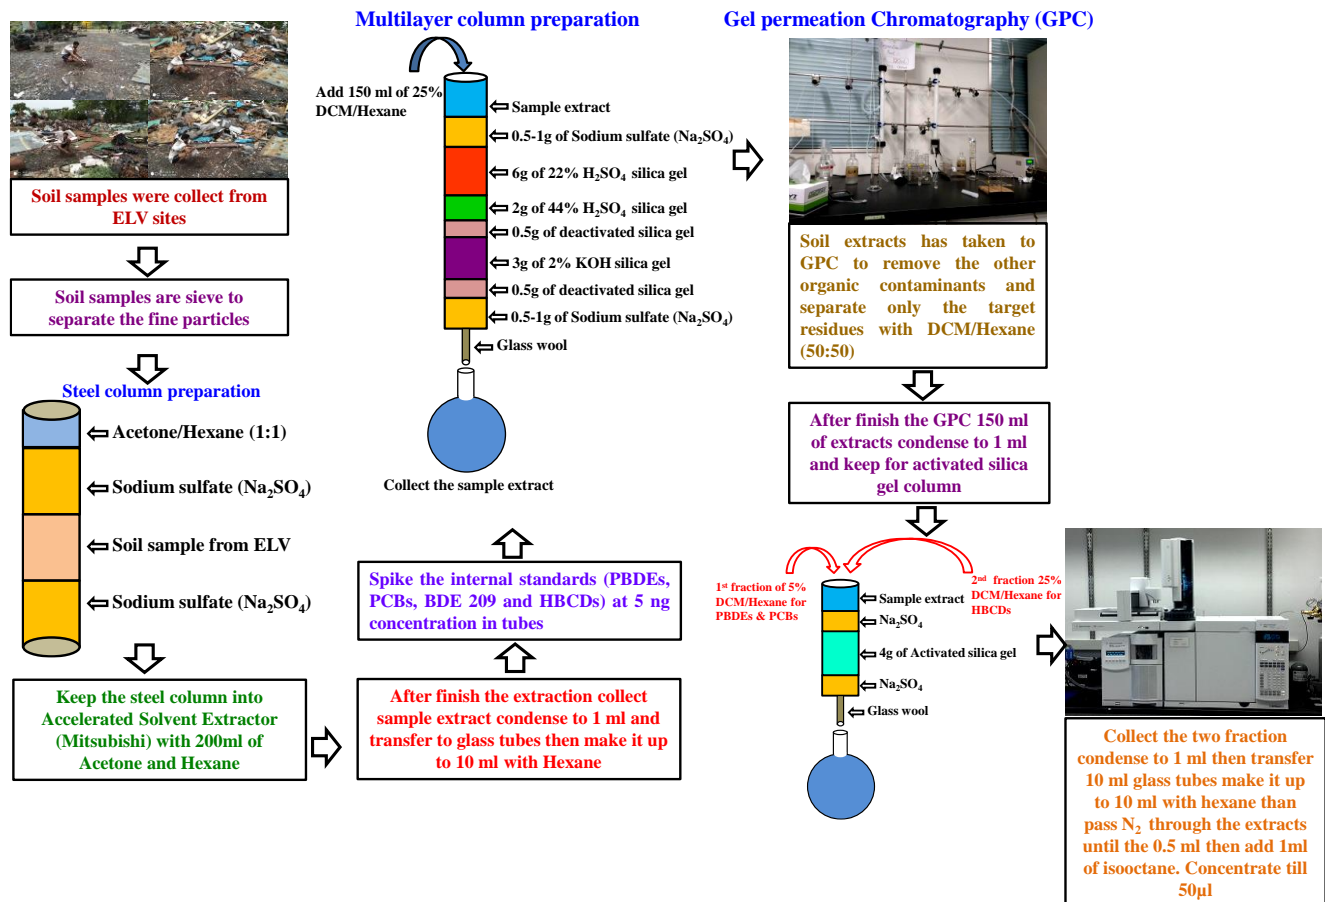 Soil samples were collect from
ELV sites
Soil samples are sieve to
separate the fine particles
Steel column preparation
Acetone/Hexane (1:1)
Sodium sulfate (Na₂SO₄)
Soil sample from ELV
Sodium sulfate (Na₂SO₄)
Keep the steel column into
Accelerated Solvent Extractor
(Mitsubishi) with 200ml of
Acetone and Hexane
After finish the extraction collect
sample extract condense to 1 ml and
transfer to glass tubes then make it up
to 10 ml with Hexane
Spike the internal standards (PBDEs,
PCBs, BDE 209 and HBCDs) at 5 ng
concentration in tubes
Multilayer column preparation
Add 150 ml of 25%
DCM/Hexane
Sample extract
0.5-1g of Sodium sulfate (Na₂SO₄)
6g of 22% H₂SO₄ silica gel
2g of 44% H₂SO₄ silica gel
0.5g of deactivated silica gel
3g of 2% KOH silica gel
0.5g of deactivated silica gel
0.5-1g of Sodium sulfate (Na₂SO₄)
Glass wool
Collect the sample extract
Gel permeation Chromatography (GPC)
Soil extracts has taken to
GPC to remove the other
organic contaminants and
separate only the target
residues with DCM/Hexane
(50:50)
After finish the GPC 150 ml
of extracts condense to 1 ml
and keep for activated silica
gel column
1st fraction of 5%
DCM/Hexane for
PBDEs & PCBs
2nd fraction 25%
DCM/Hexane for
HBCDs
Sample extract
Na₂SO₄
4g of Activated silica gel
Na₂SO₄
Glass wool
Collect the two fraction
condense to 1 ml then transfer
10 ml glass tubes make it up
to 10 ml with hexane than
pass N₂ through the extracts
until the 0.5 ml then add 1ml
of isooctane. Concentrate till
50µl